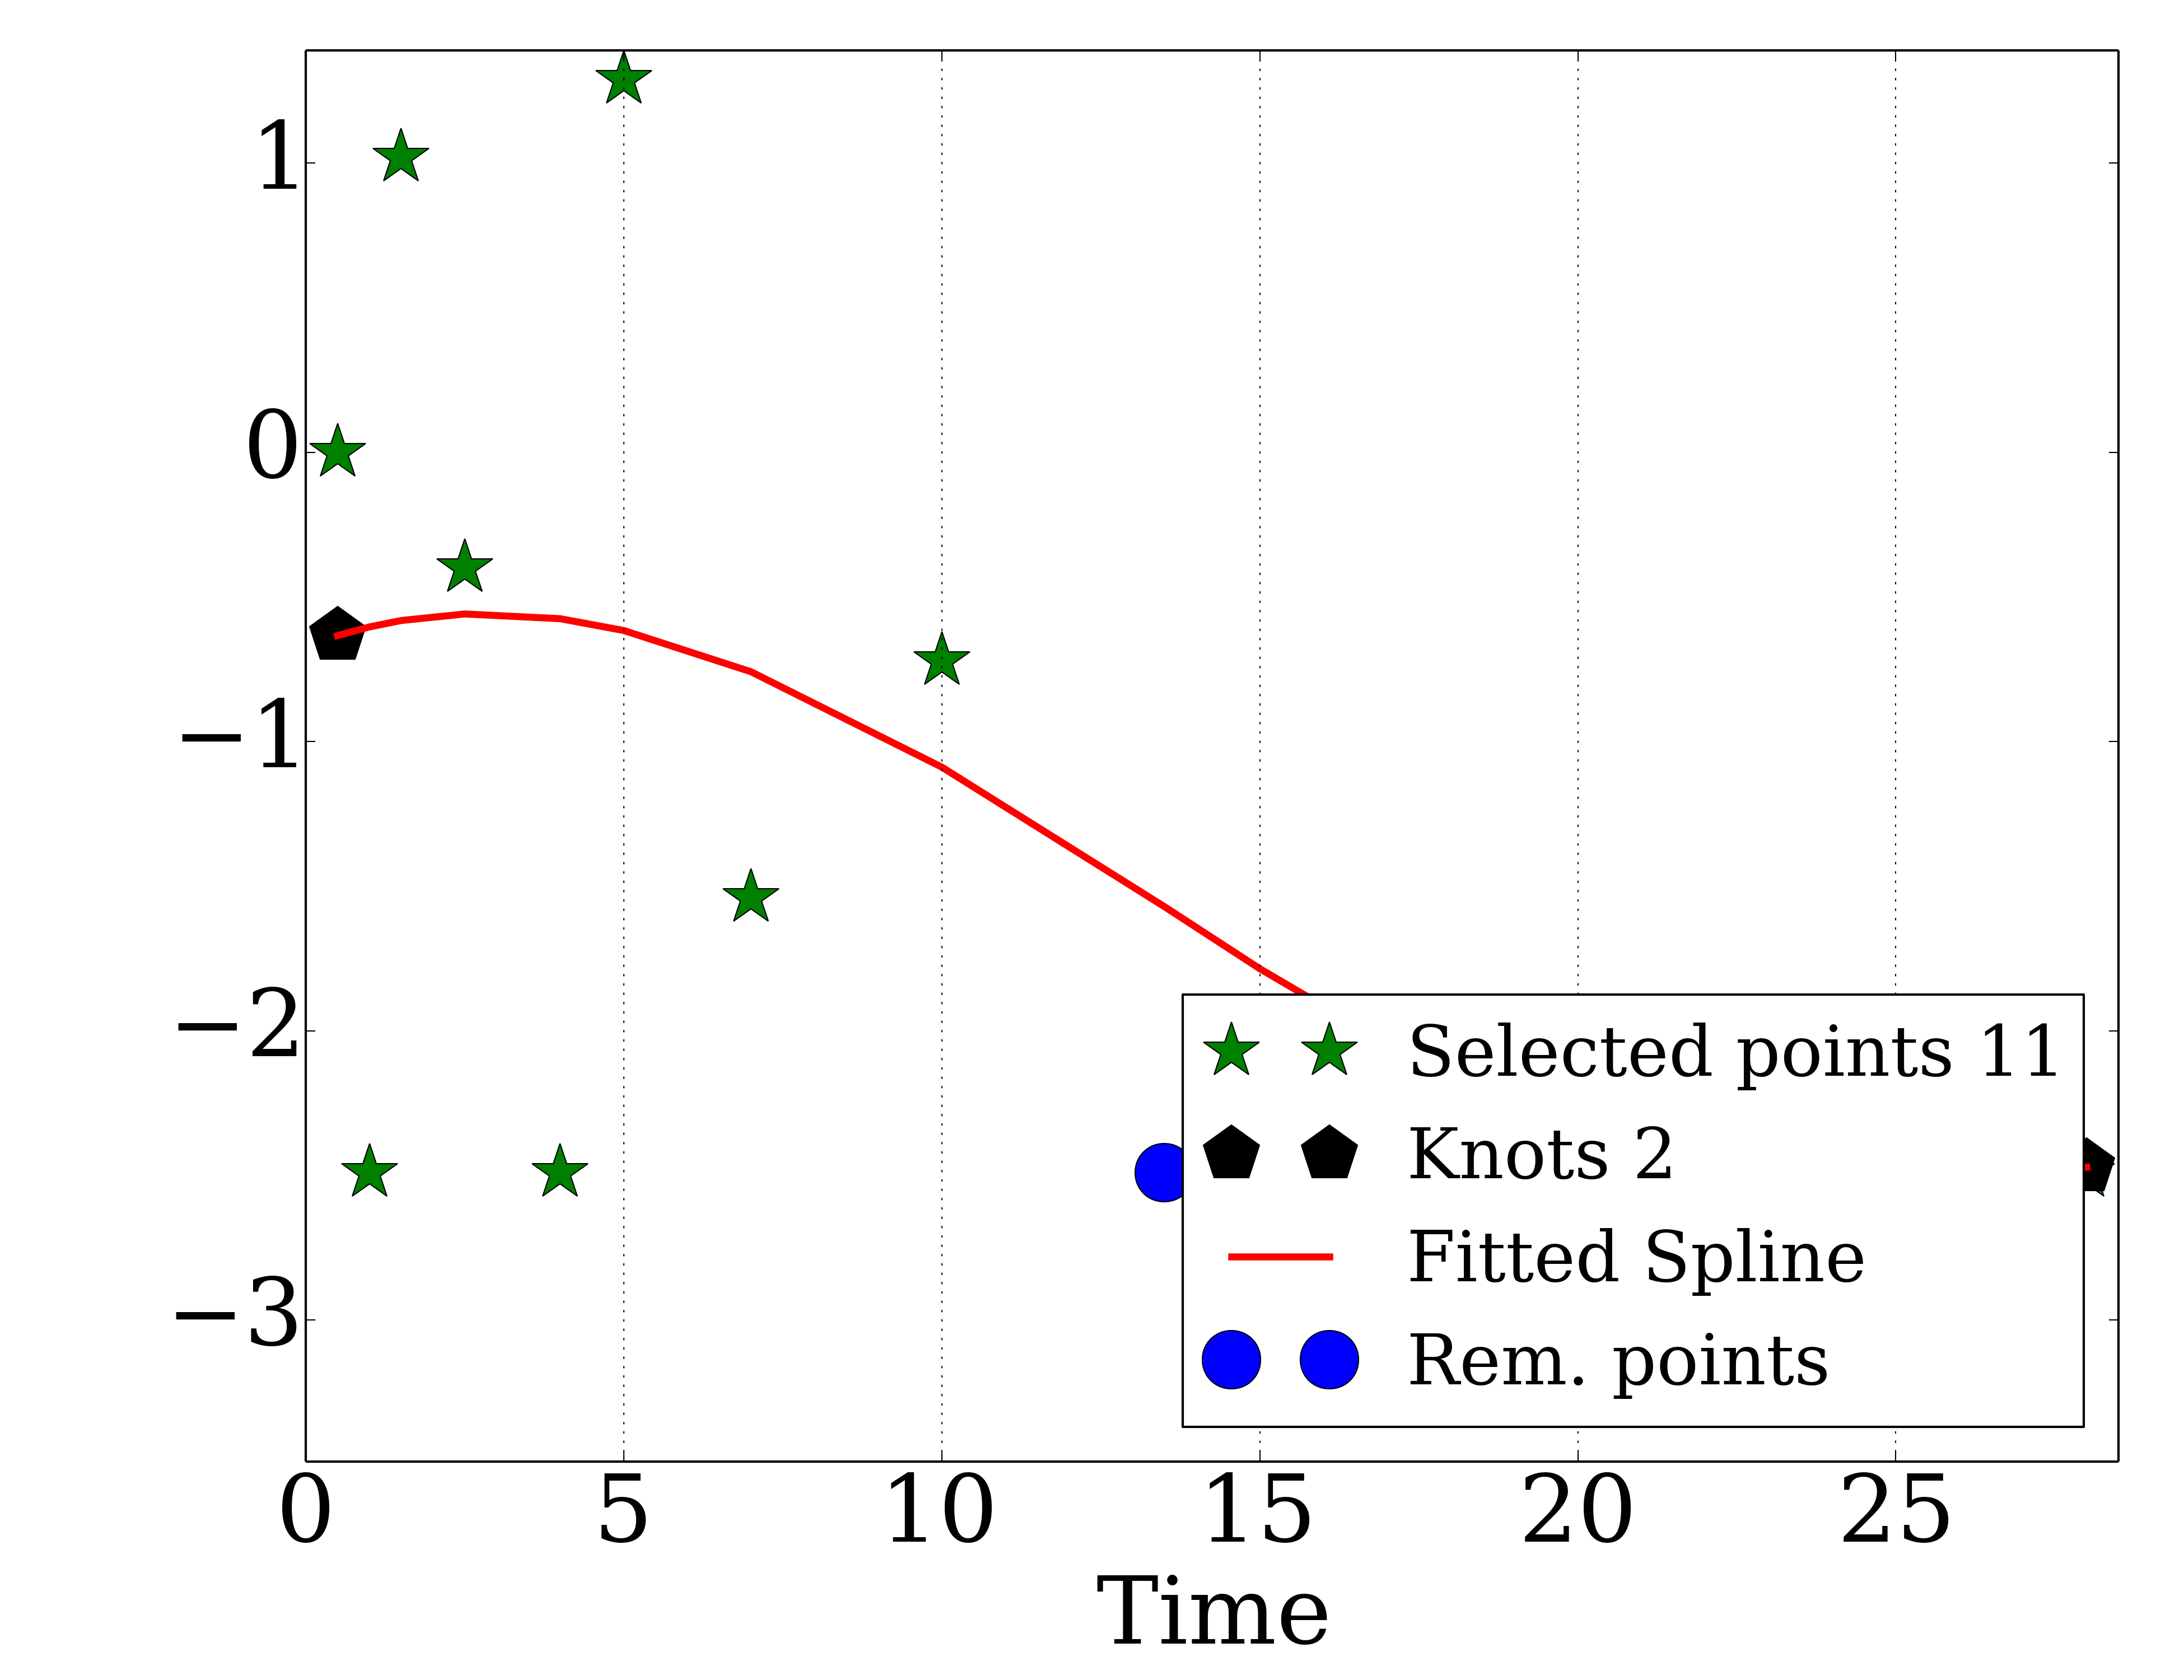 1
0
−1
−2
−3
Selected points 11
Knots 2
Fitted Spline
Rem. points
0 5 10 15 20 25
Time